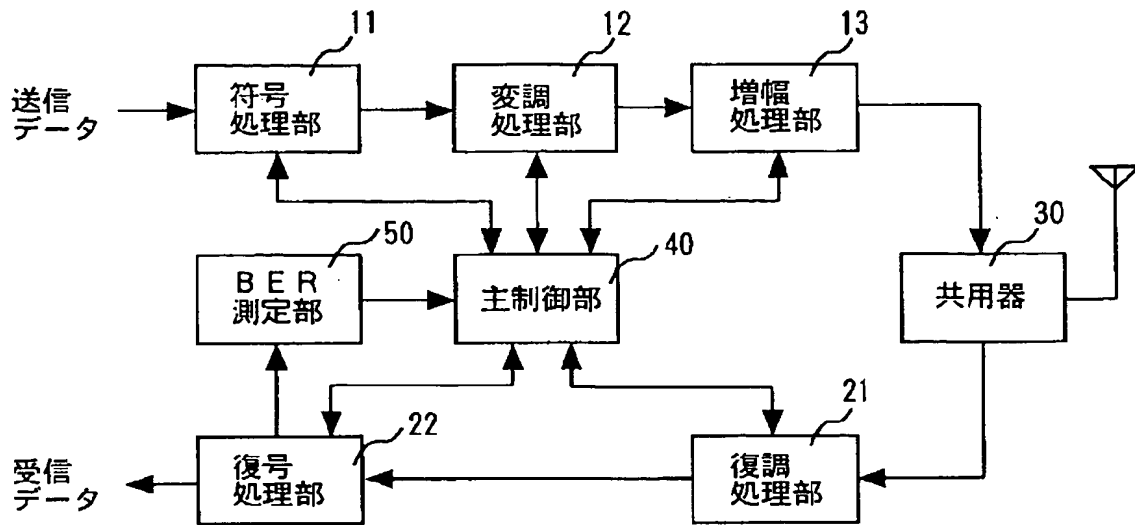 11
12
13
送信
データ
符号
処理部
変調
処理部
増幅
処理部
50
40
30
ＢＥＲ
測定部
主制御部
共用器
22
21
受信
データ
復号
処理部
復調
処理部